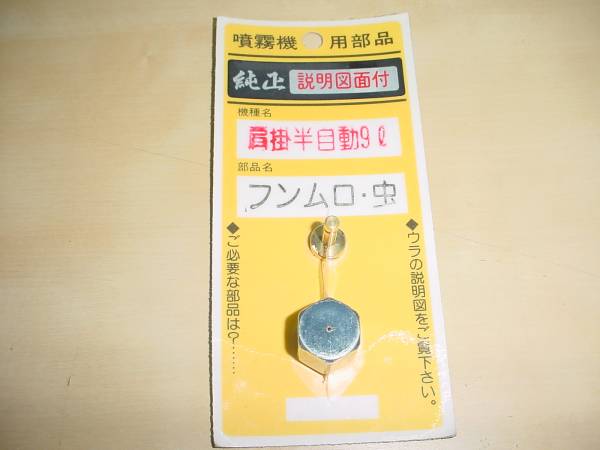 噴霧機 用部品
純正 説明図面付
機種名
肩掛半自動9ℓ
部品名
フンムロ・虫
◆ウラの説明図をご覧下さい。
◆ご必要な部品は?……